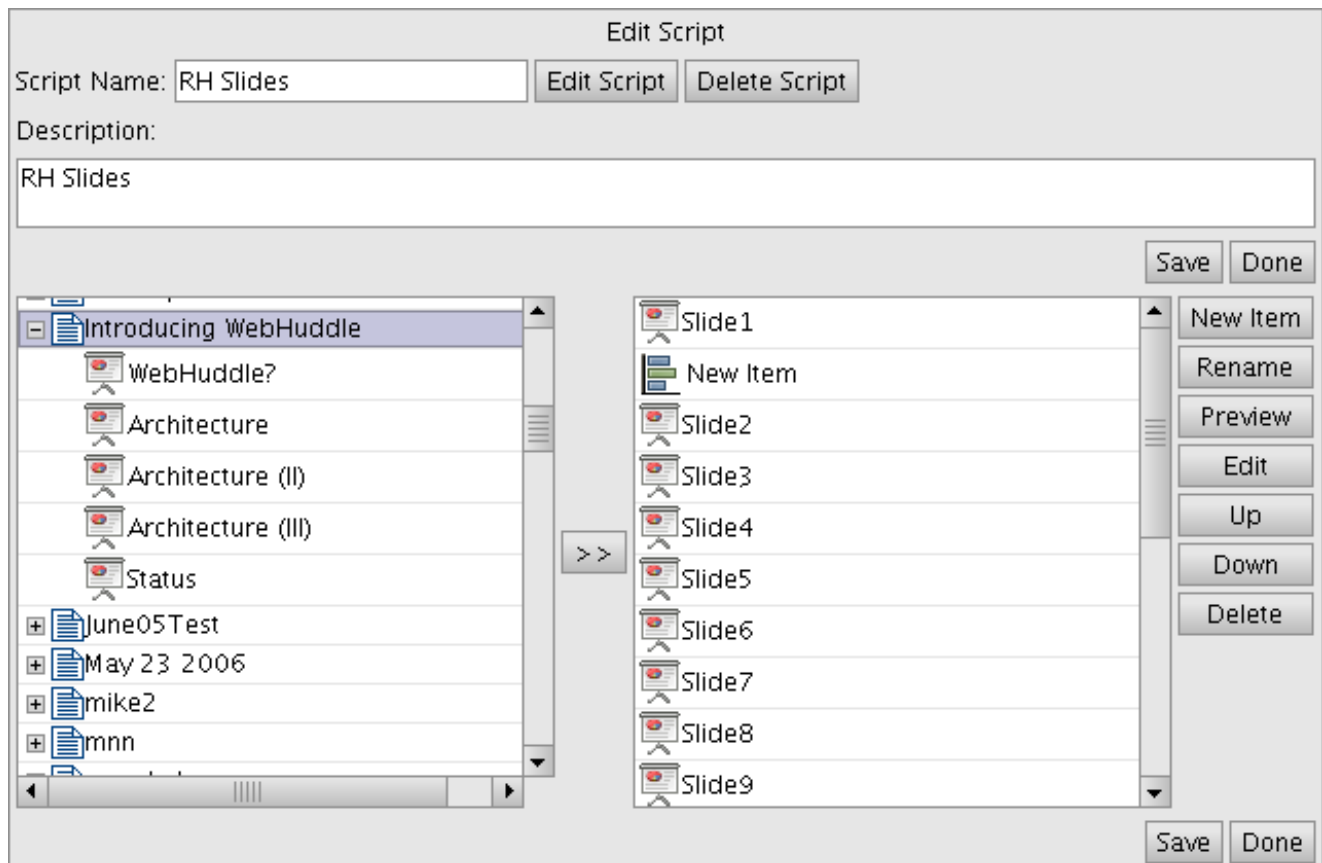 Edit Script
Script Name: RH Slides Edit Script Delete Script
Description:
RH Slides
Save Done
Introducing WebHuddle
WebHuddle?
Architecture
Architecture (II)
Architecture (III)
Status
June05Test
May 23 2006
mike2
mnn
>>
Slide1
New Item
Slide2
Slide3
Slide4
Slide5
Slide6
Slide7
Slide8
Slide9
New Item
Rename
Preview
Edit
Up
Down
Delete
Save Done